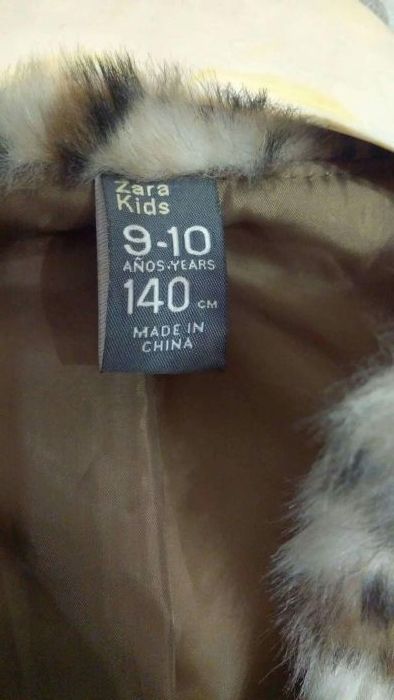 Zara
Kids
9-10
AÑOS-YEARS
140 CM
MADE IN
CHINA